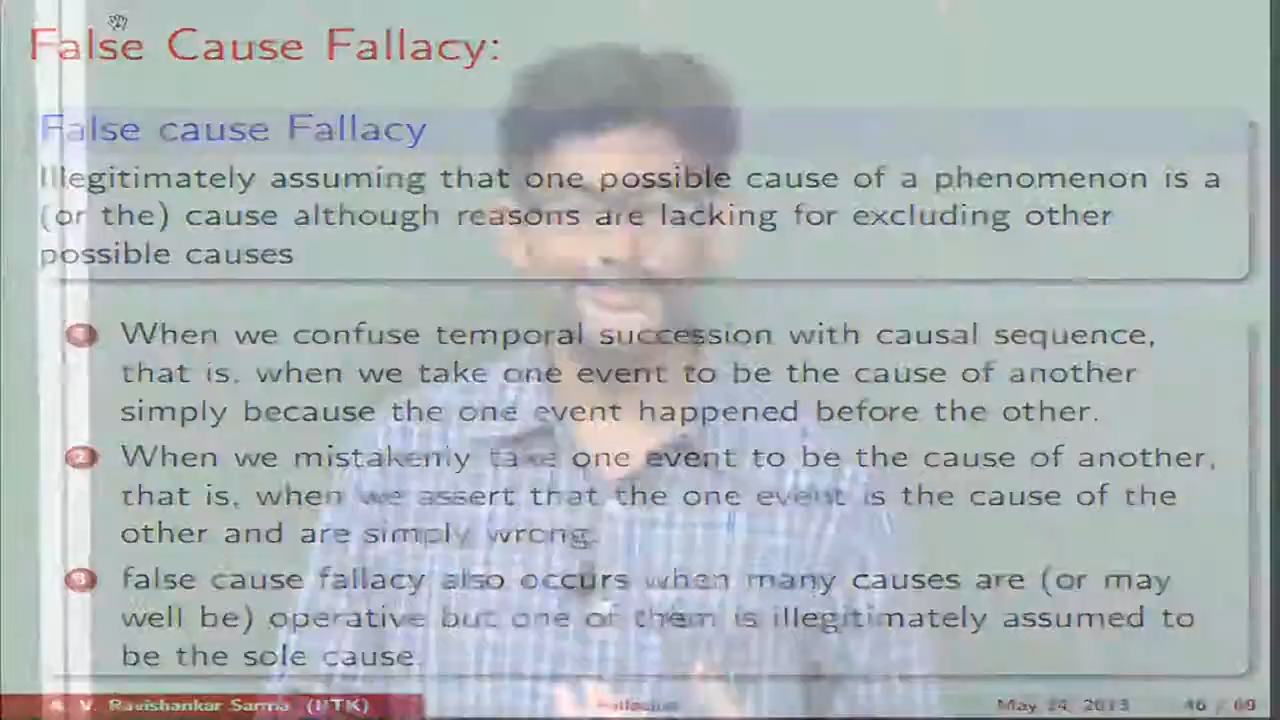 False Cause Fallacy:
False cause Fallacy
Illegitimately assuming that one possible cause of a phenomenon is a
(or the) cause although reasons are lacking for excluding other
possible causes
1 When we confuse temporal succession with causal sequence,
that is, when we take one event to be the cause of another
simply because the one event happened before the other.
2 When we mistakenly take one event to be the cause of another,
that is, when we assert that the one event is the cause of the
other and are simply wrong.
3 false cause fallacy also occurs when many causes are (or may
well be) operative but one of them is illegitimately assumed to
be the sole cause.
V. Ravishankar Sarma (IITK) Fallacies May 24, 2013 46 / 69